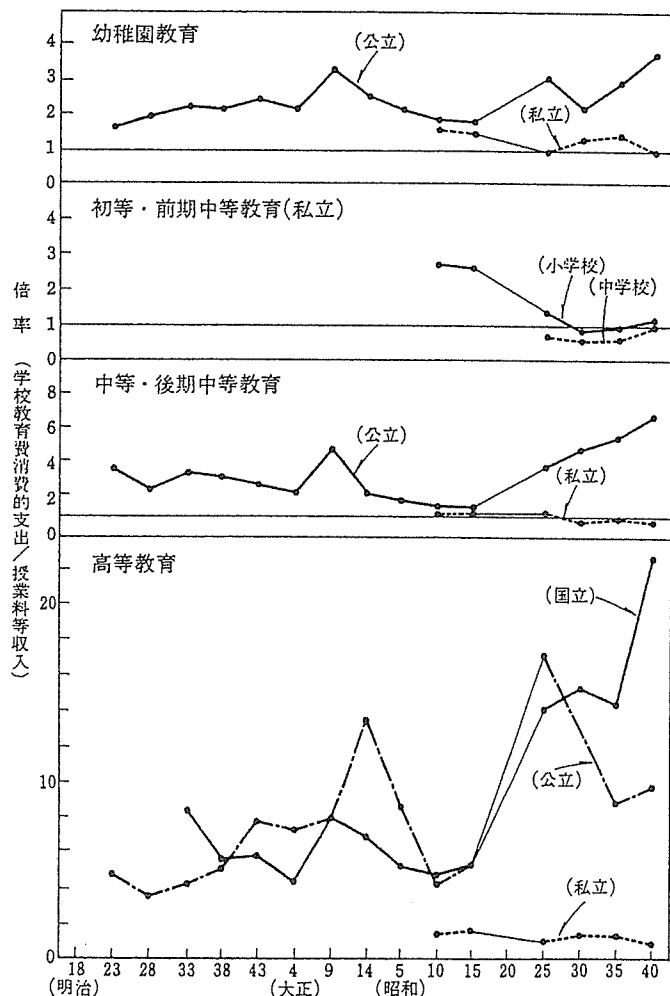 幼稚園教育
(公立)
(私立)
4
3
2
1
0
初等・前期中等教育(私立)
(小学校)
(中学校)
4
3
2
1
0
中等・後期中等教育
(公立)
(私立)
8
6
4
2
0
高等教育
(国立)
(公立)
(私立)
20
10
0
倍率(学校教育費消費的支出/授業料等収入)
18 23 28 33 38 43 4 9 14 5 10 15 20 25 30 35 40
(明治) (大正) (昭和)